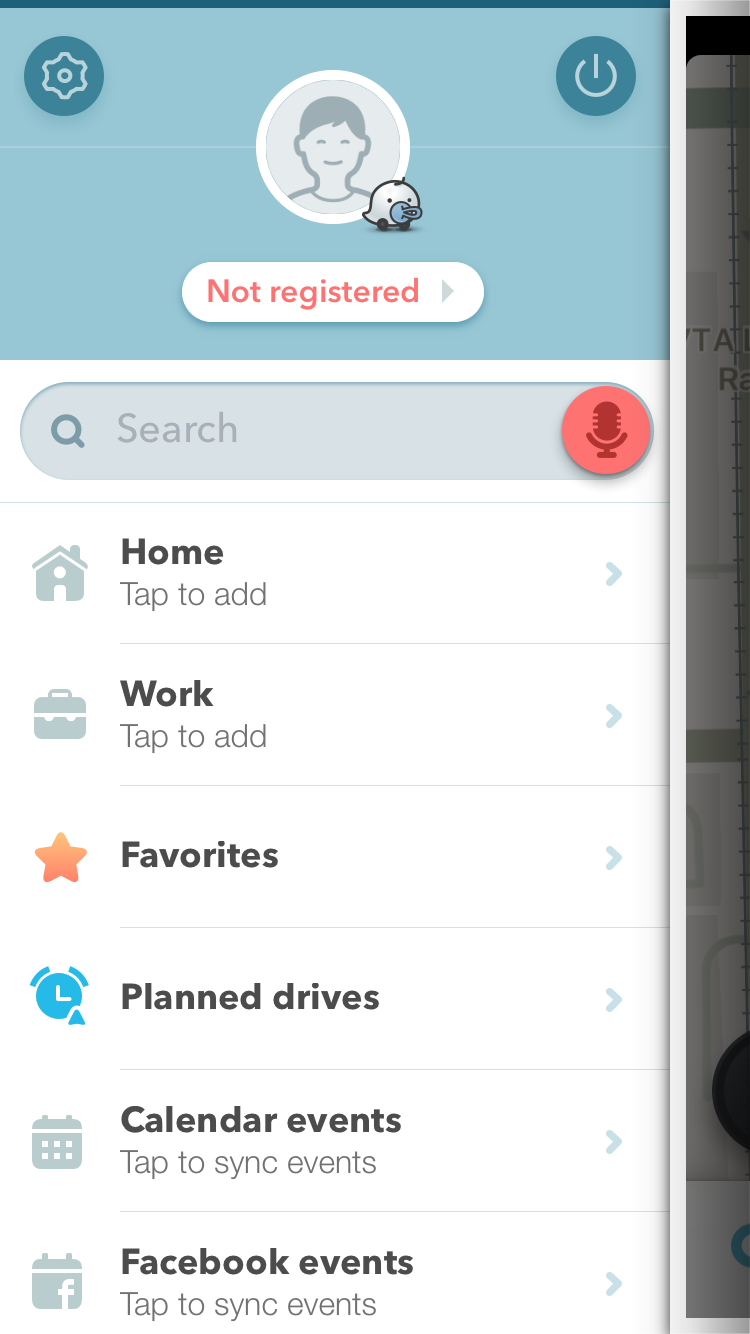 Not registered
Search
Home
Tap to add
Work
Tap to add
Favorites
Planned drives
Calendar events
Tap to sync events
Facebook events
Tap to sync events